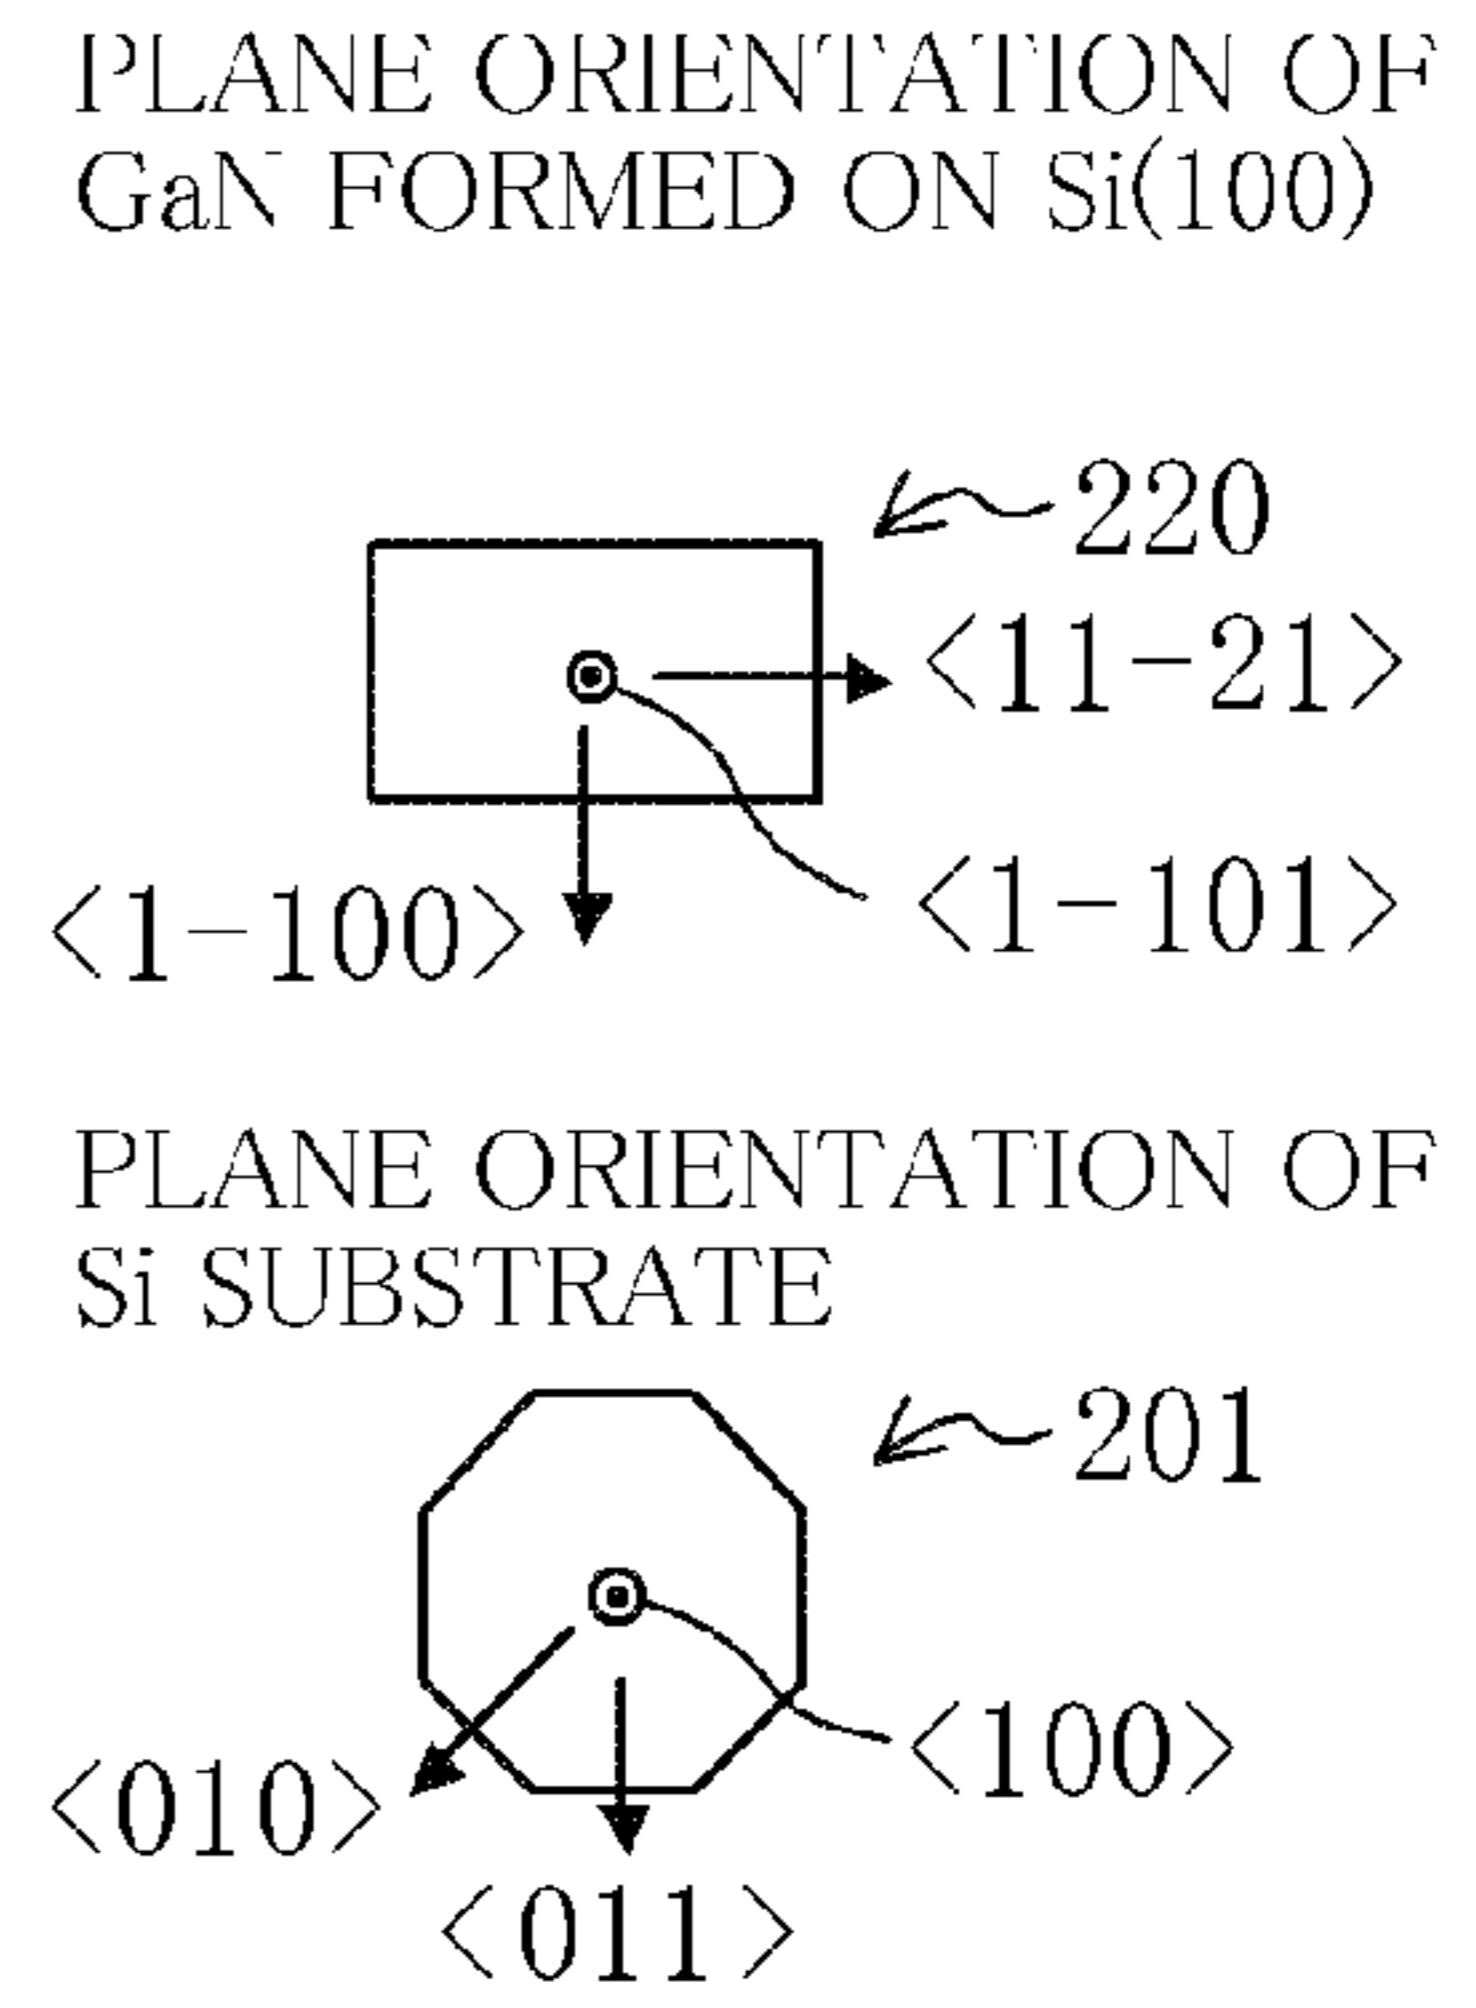 PLANE ORIENTATION OF
GaN FORMED ON Si(100)
220
<11-21>
<1-100>
<1-101>
PLANE ORIENTATION OF
Si SUBSTRATE
201
<100>
<010>
<011>